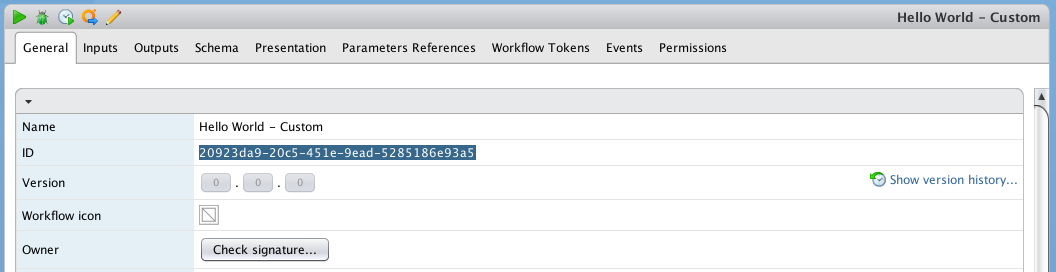 Hello World – Custom
General Inputs Outputs Schema Presentation Parameters References Workflow Tokens Events Permissions
Name Hello World – Custom
ID 20923da9-20c5-451e-9ead-5285186e93a5
Version 0 . 0 . 0 Show version history...
Workflow icon
Owner Check signature...